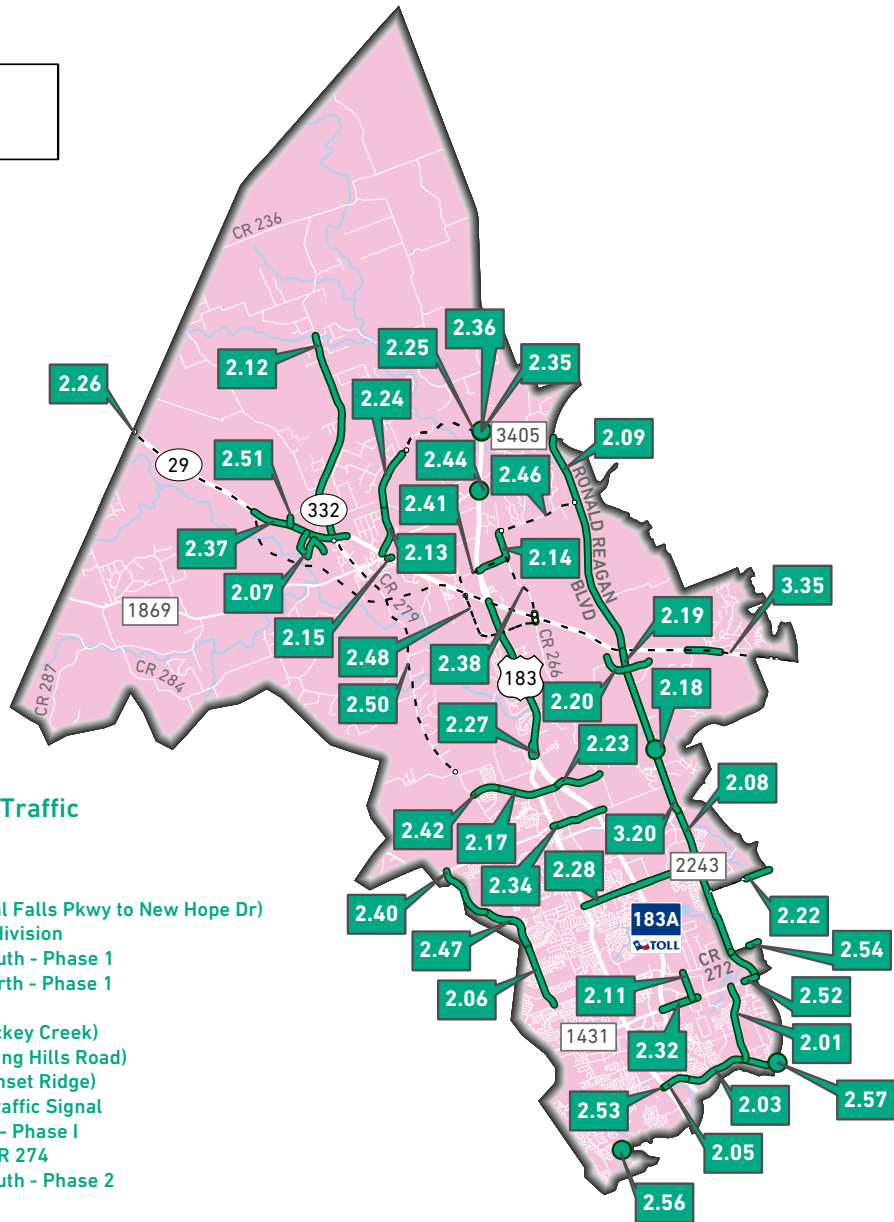 CR 236
2.36
2.25
2.35
2.12
2.26
2.24
3405
2.09
29
2.51
2.44
2.46
RONALD REAGAN BLVD
2.41
332
2.37
2.13
2.14
2.07
CR 279
3.35
1869
2.15
2.19
CR 266
2.48
2.38
CR 284
CR 287
183
2.20
2.18
2.50
2.27
2.23
Traffic
2.08
2.42
2.17
3.20
2.34
2.28
2243
2.40
2.22
al Falls Pkwy to New Hope Dr)
183A
TOLL
division
2.47
2.54
uth - Phase 1
CR 272
rth - Phase 1
2.06
2.11
2.52
ckey Creek)
1431
2.01
ing Hills Road)
2.32
nset Ridge)
2.57
raffic Signal
2.53
2.03
- Phase I
R 274
2.05
uth - Phase 2
2.56